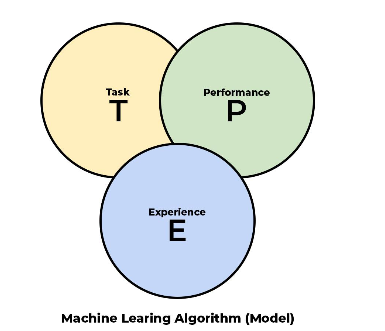 Task
T
Performance
P
Experience
E
Machine Learing Algorithm (Model)